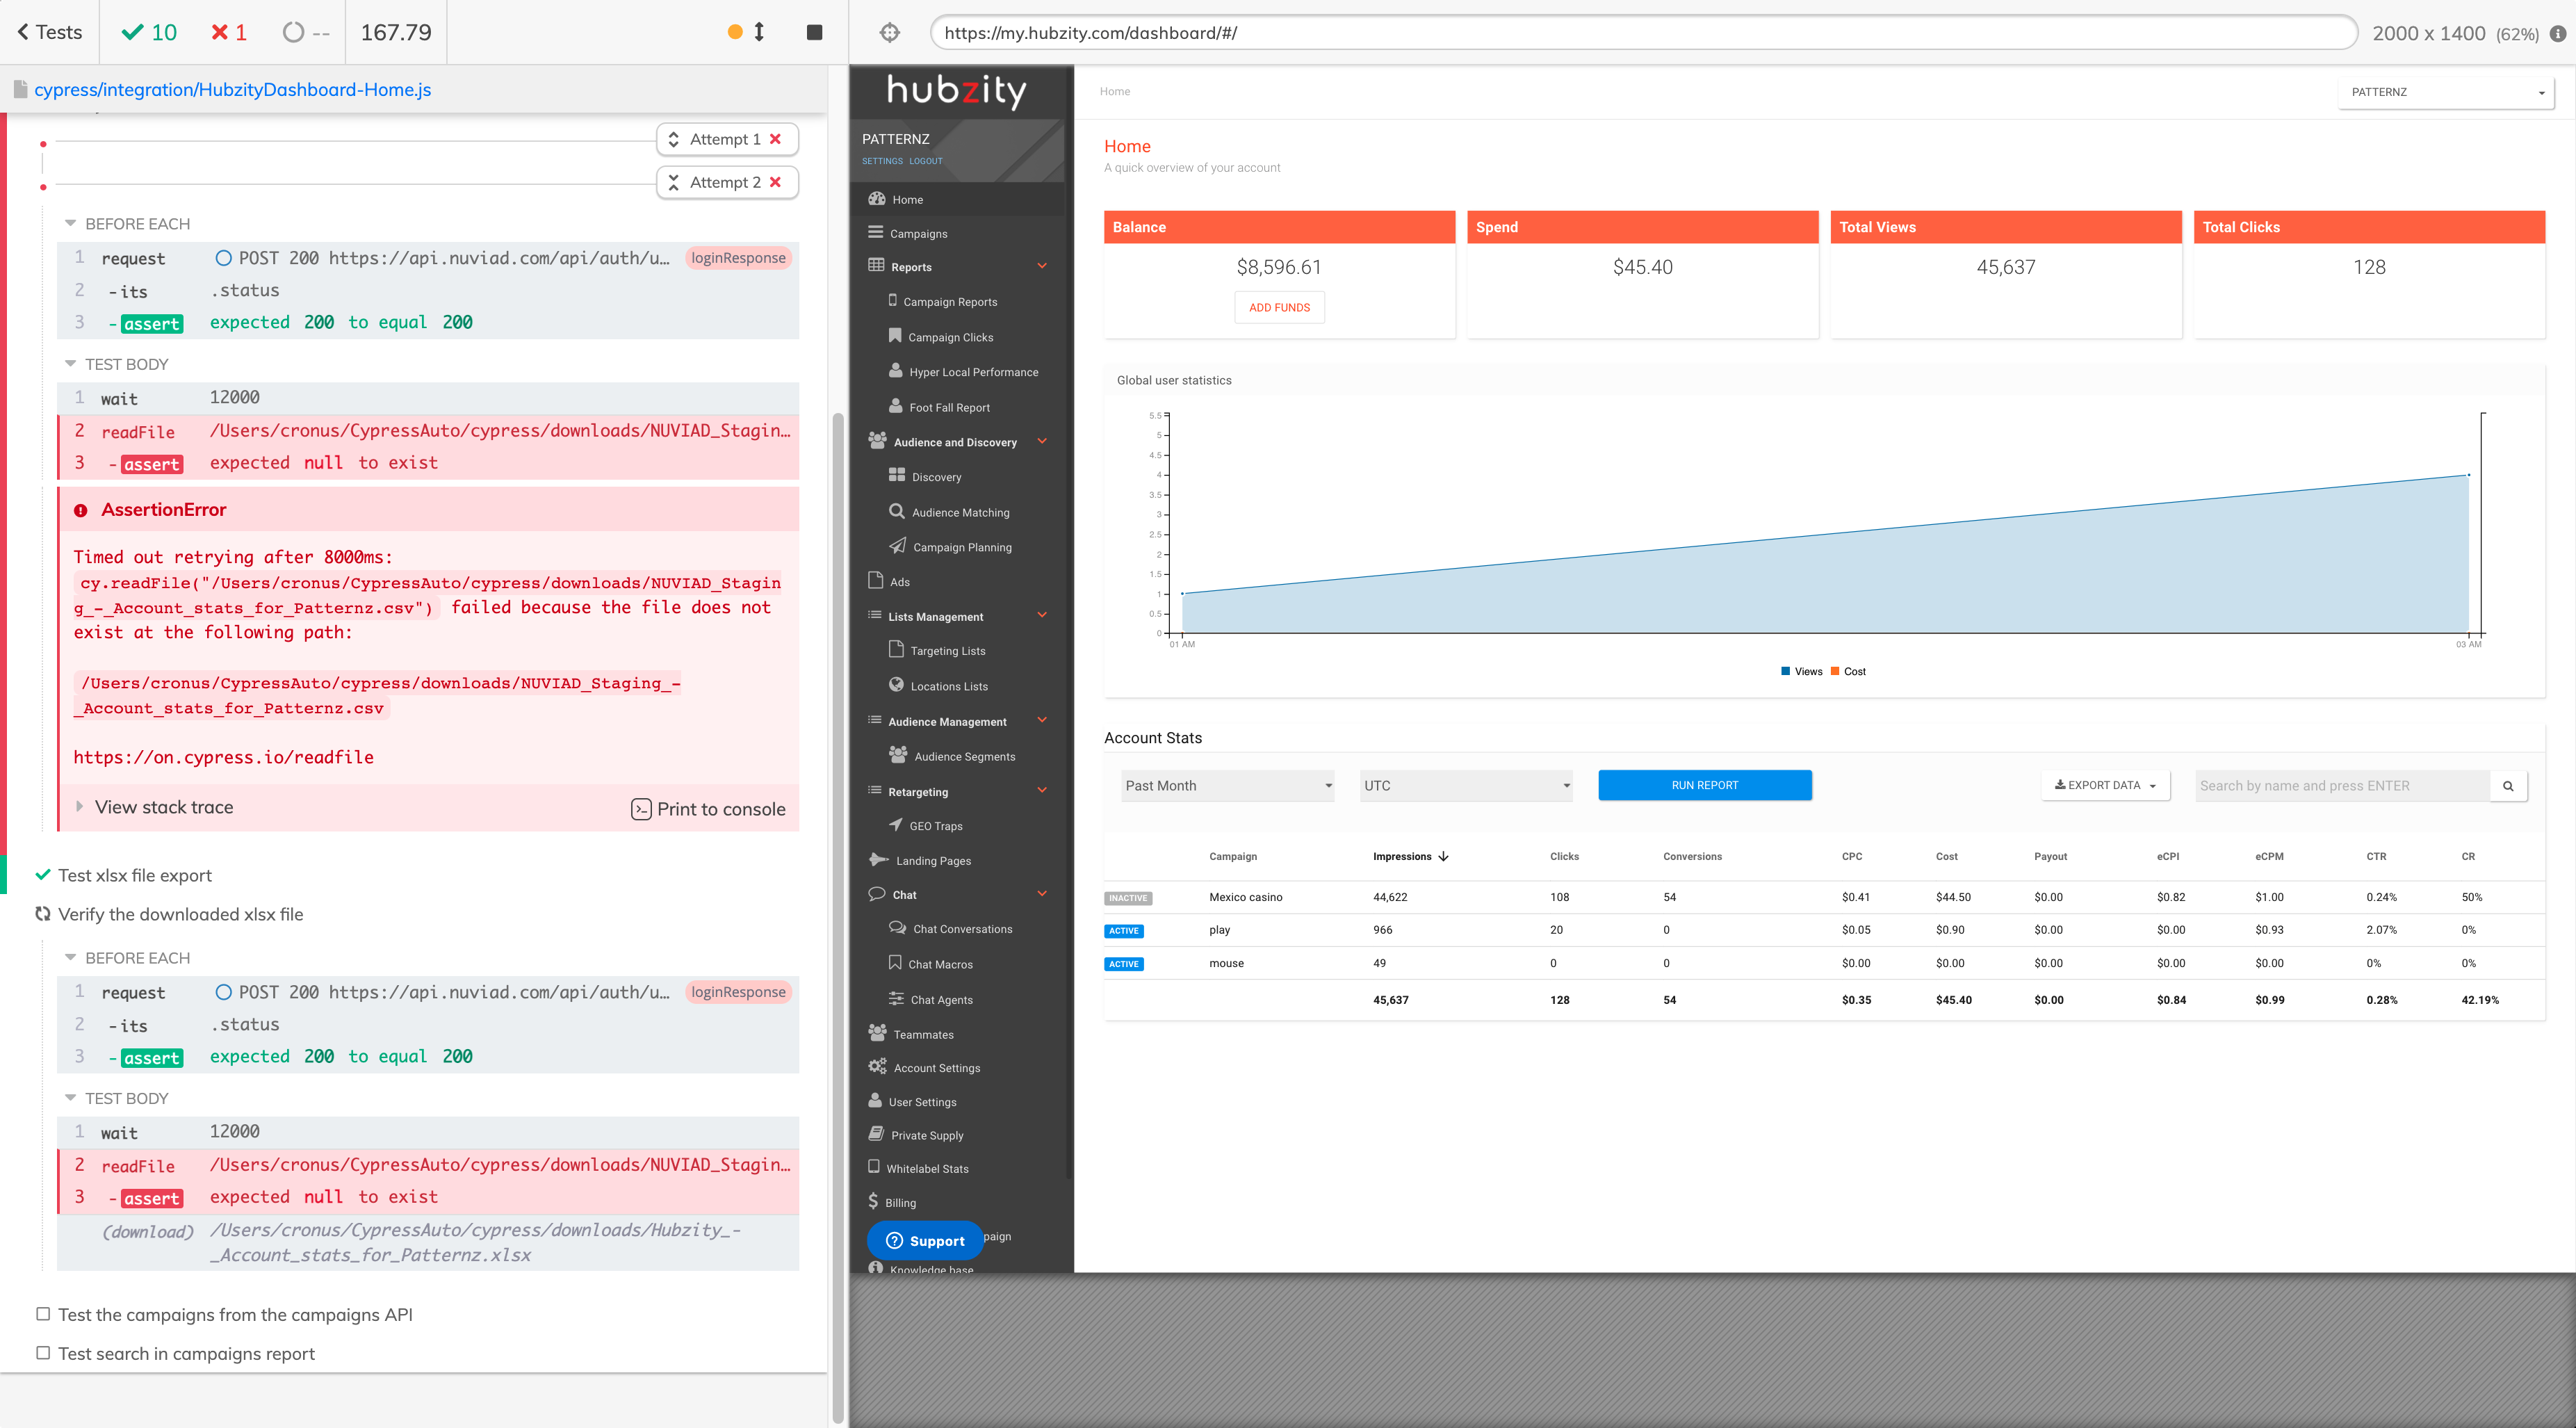 Tests
10
1
--
167.79
cypress/integration/HubzityDashboard-Home.js
Attempt 1
Attempt 2
BEFORE EACH
1 request POST 200 https://api.nuviad.com/api/auth/u... loginResponse
2 -its .status
3 -assert expected 200 to equal 200
TEST BODY
1 wait 12000
2 readFile /Users/cronus/CypressAuto/cypress/downloads/NUVIAD_Stagin...
3 -assert expected null to exist
AssertionError
Timed out retrying after 8000ms:
cy.readFile("/Users/cronus/CypressAuto/cypress/downloads/NUVIAD_Stagin
g_-_Account_stats_for_Patternz.csv") failed because the file does not
exist at the following path:
/Users/cronus/CypressAuto/cypress/downloads/NUVIAD_Staging_-
_Account_stats_for_Patternz.csv
https://on.cypress.io/readfile
View stack trace
Print to console
Test xlsx file export
Verify the downloaded xlsx file
BEFORE EACH
1 request POST 200 https://api.nuviad.com/api/auth/u... loginResponse
2 -its .status
3 -assert expected 200 to equal 200
TEST BODY
1 wait 12000
2 readFile /Users/cronus/CypressAuto/cypress/downloads/NUVIAD_Stagin...
3 -assert expected null to exist
(download) /Users/cronus/CypressAuto/cypress/downloads/Hubzity_-
_Account_stats_for_Patternz.xlsx
Test the campaigns from the campaigns API
Test search in campaigns report
https://my.hubzity.com/dashboard/#/
2000 x 1400 (62%)
hubzity
PATTERNZ
SETTINGS LOGOUT
Home
Campaigns
Reports
Campaign Reports
Campaign Clicks
Hyper Local Performance
Foot Fall Report
Audience and Discovery
Discovery
Audience Matching
Campaign Planning
Ads
Lists Management
Targeting Lists
Locations Lists
Audience Management
Audience Segments
Retargeting
GEO Traps
Landing Pages
Chat
Chat Conversations
Chat Macros
Chat Agents
Teammates
Account Settings
User Settings
Private Supply
Whitelabel Stats
Billing
Support
paign
Knowledge base
Home
PATTERNZ
Home
A quick overview of your account
Balance
$8,596.61
ADD FUNDS
Spend
$45.40
Total Views
45,637
Total Clicks
128
Global user statistics
5.5
5
4.5
4
3.5
3
2.5
2
1.5
1
0.5
0
01 AM
03 AM
Views Cost
Account Stats
Past Month
UTC
RUN REPORT
EXPORT DATA
Search by name and press ENTER
Campaign Impressions Clicks Conversions CPC Cost Payout eCPI eCPM CTR CR
INACTIVE Mexico casino 44,622 108 54 $0.41 $44.50 $0.00 $0.82 $1.00 0.24% 50%
ACTIVE play 966 20 0 $0.05 $0.90 $0.00 $0.00 $0.93 2.07% 0%
ACTIVE mouse 49 0 0 $0.00 $0.00 $0.00 $0.00 $0.00 0% 0%
45,637 128 54 $0.35 $45.40 $0.00 $0.84 $0.99 0.28% 42.19%